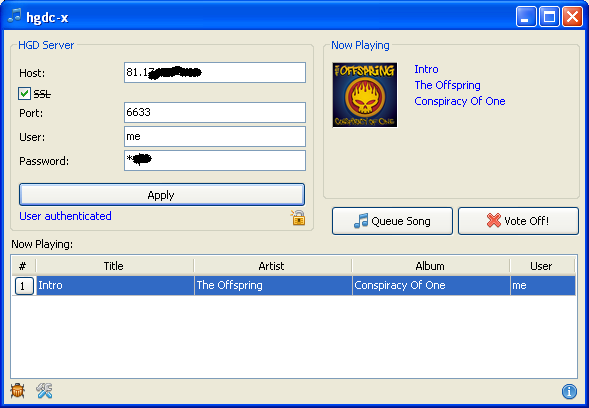 hgdc-x
HGD Server
Host:
81.1
SSL
Port:
6633
User:
me
Password:
*
Apply
User authenticated
Now Playing
THE OFFSPRING
CONSPIRACY OF ONE
Intro
The Offspring
Conspiracy Of One
Queue Song
Vote Off!
Now Playing:
# Title Artist Album User
1 Intro The Offspring Conspiracy Of One me